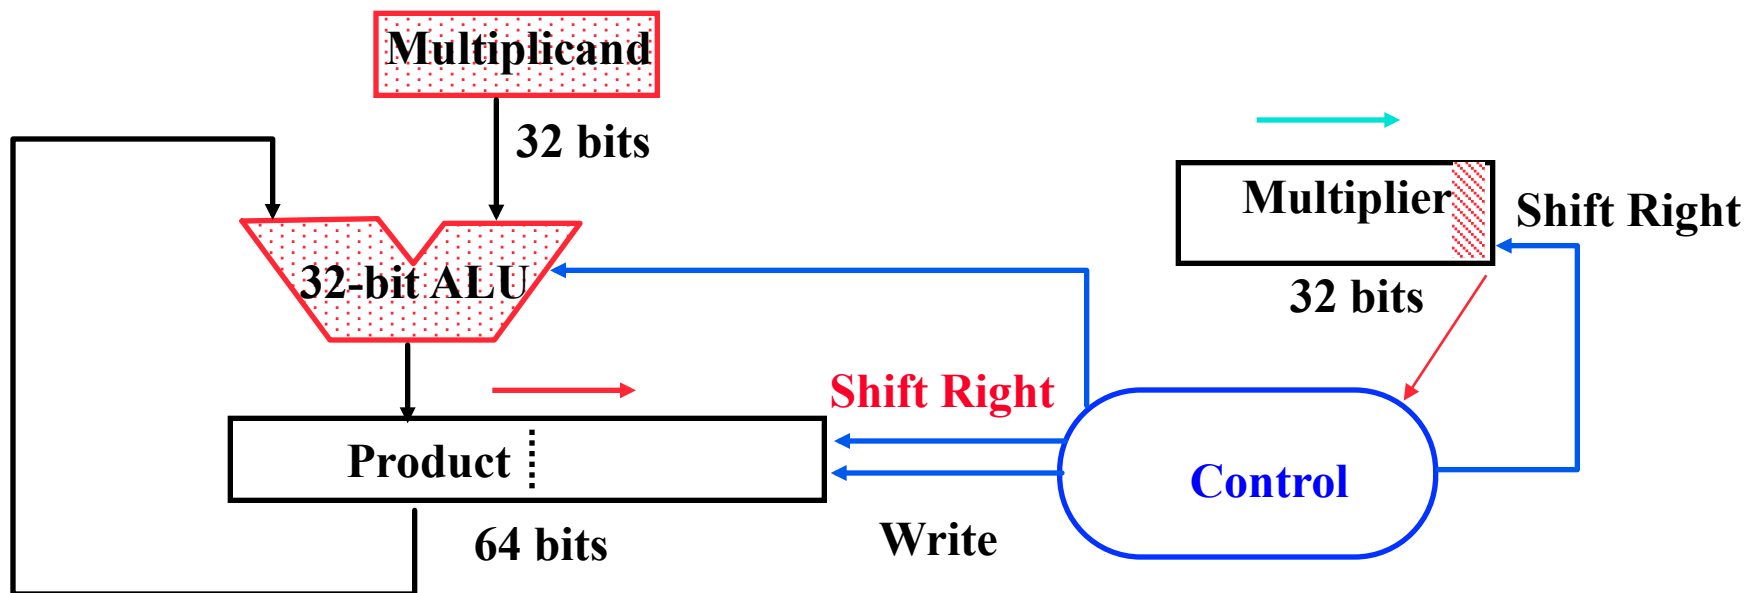 Multiplicand
32 bits
Multiplier
Shift Right
32-bit ALU
32 bits
Shift Right
Product
Control
64 bits
Write